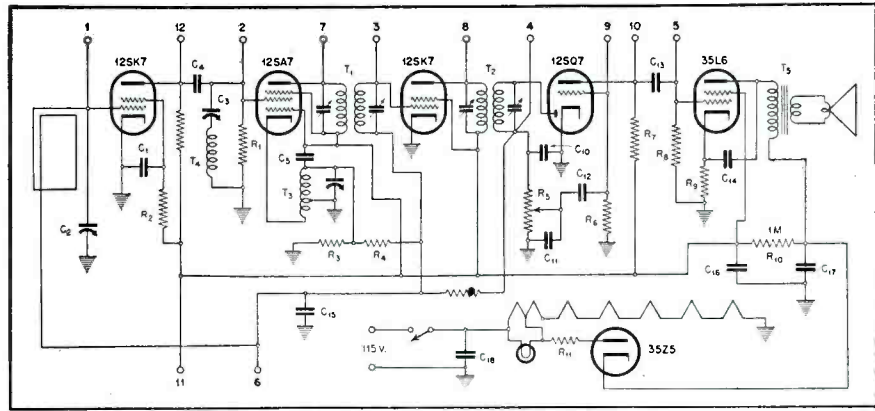 1 12 2 7 3 8 4 9 10 5
12SK7 C4 12SA7 T1 12SK7 T2 12SQ7 C13 35L6 T5
C3 R1 C1 T4 C5 C10 R7 R8 C14
R2 T3 R5 C12 R6 R9
C2 R3 R4 C11 1M
R10
C16 C17
C15
115 V. C18 R11 35Z5
11 6